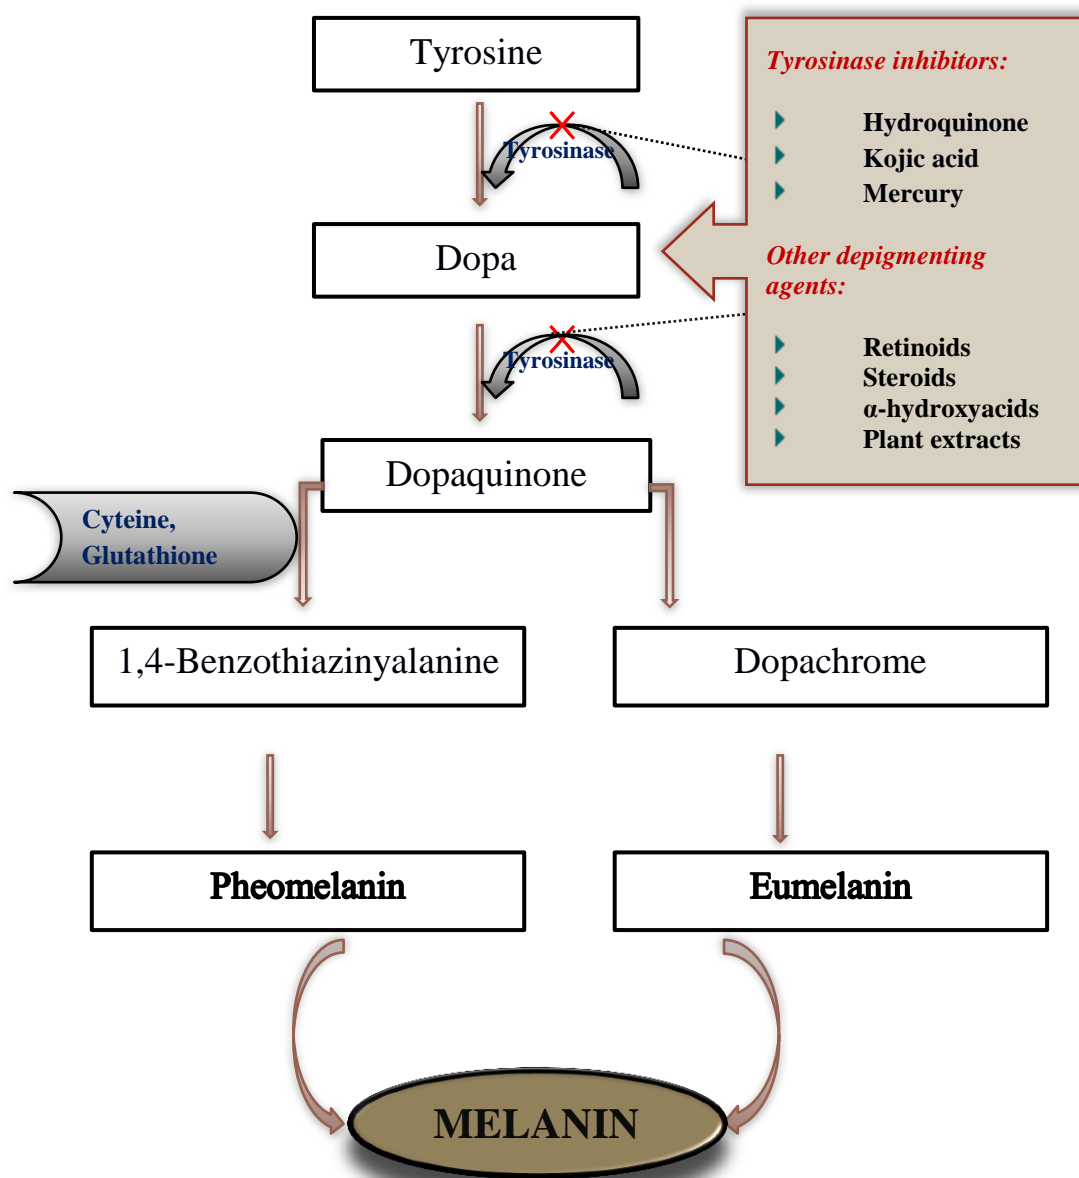 Tyrosine
Tyrosinase
Dopa
Tyrosinase
Dopaquinone
Tyrosinase inhibitors:
Hydroquinone
Kojic acid
Mercury
Other depigmenting
agents:
Retinoids
Steroids
α-hydroxyacids
Plant extracts
Cyteine,
Glutathione
1,4-Benzothiazinyalanine
Dopachrome
Pheomelanin
Eumelanin
MELANIN